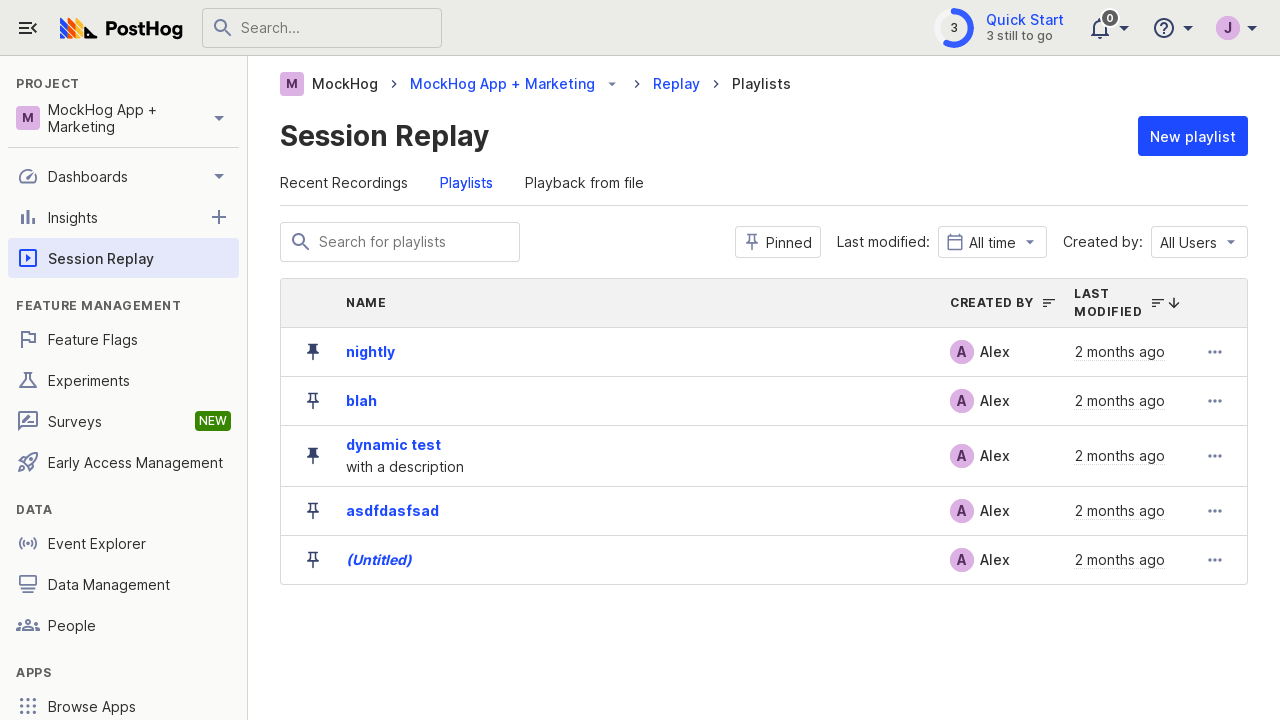 PostHog
Search...
3
Quick Start
3 still to go
0
J
PROJECT
M
MockHog App +
Marketing
Dashboards
Insights
Session Replay
FEATURE MANAGEMENT
Feature Flags
Experiments
Surveys
NEW
Early Access Management
DATA
Event Explorer
Data Management
People
APPS
Browse Apps
M MockHog MockHog App + Marketing Replay Playlists
Session Replay
New playlist
Recent Recordings Playlists Playback from file
Search for playlists
Pinned Last modified: All time Created by: All Users
NAME CREATED BY LAST
MODIFIED
nightly A Alex 2 months ago
blah A Alex 2 months ago
dynamic test
with a description
A Alex 2 months ago
asdfdasfsad A Alex 2 months ago
(Untitled) A Alex 2 months ago